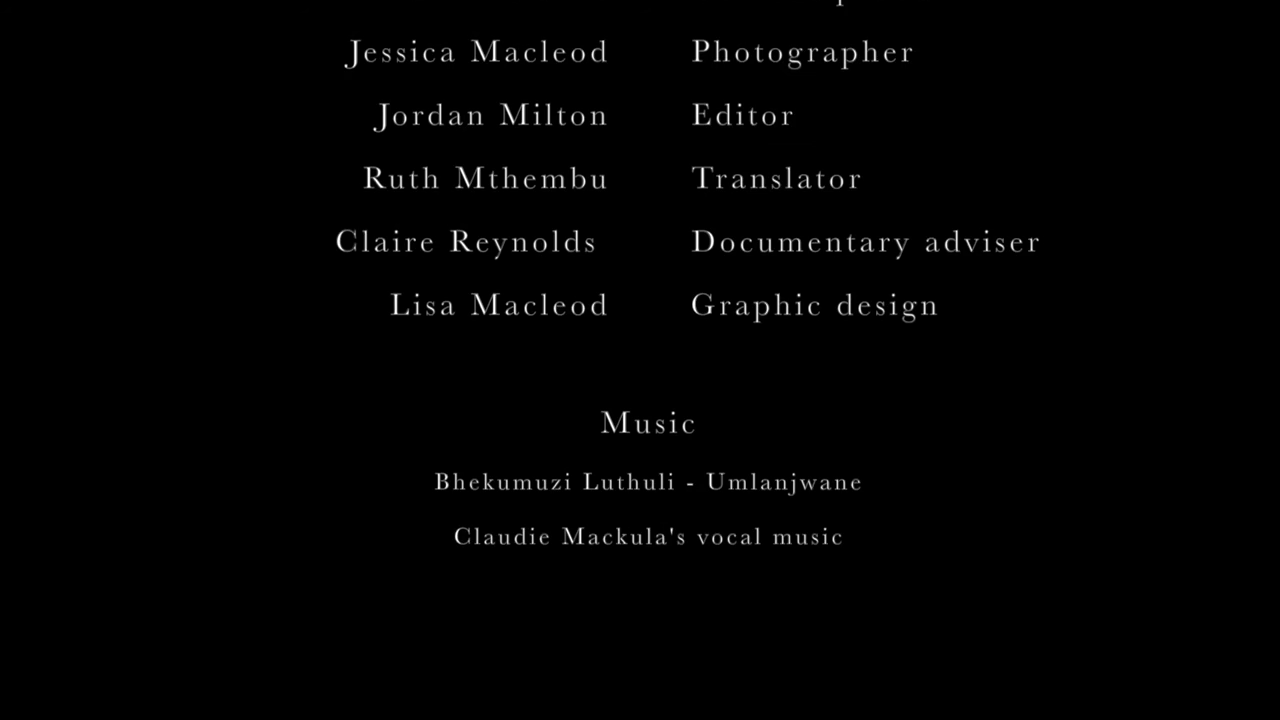 Jessica Macleod Photographer
Jordan Milton Editor
Ruth Mthembu Translator
Claire Reynolds Documentary adviser
Lisa Macleod Graphic design
Music
Bhekumuzi Luthuli - Umlanjwane
Claudie Mackula's vocal music